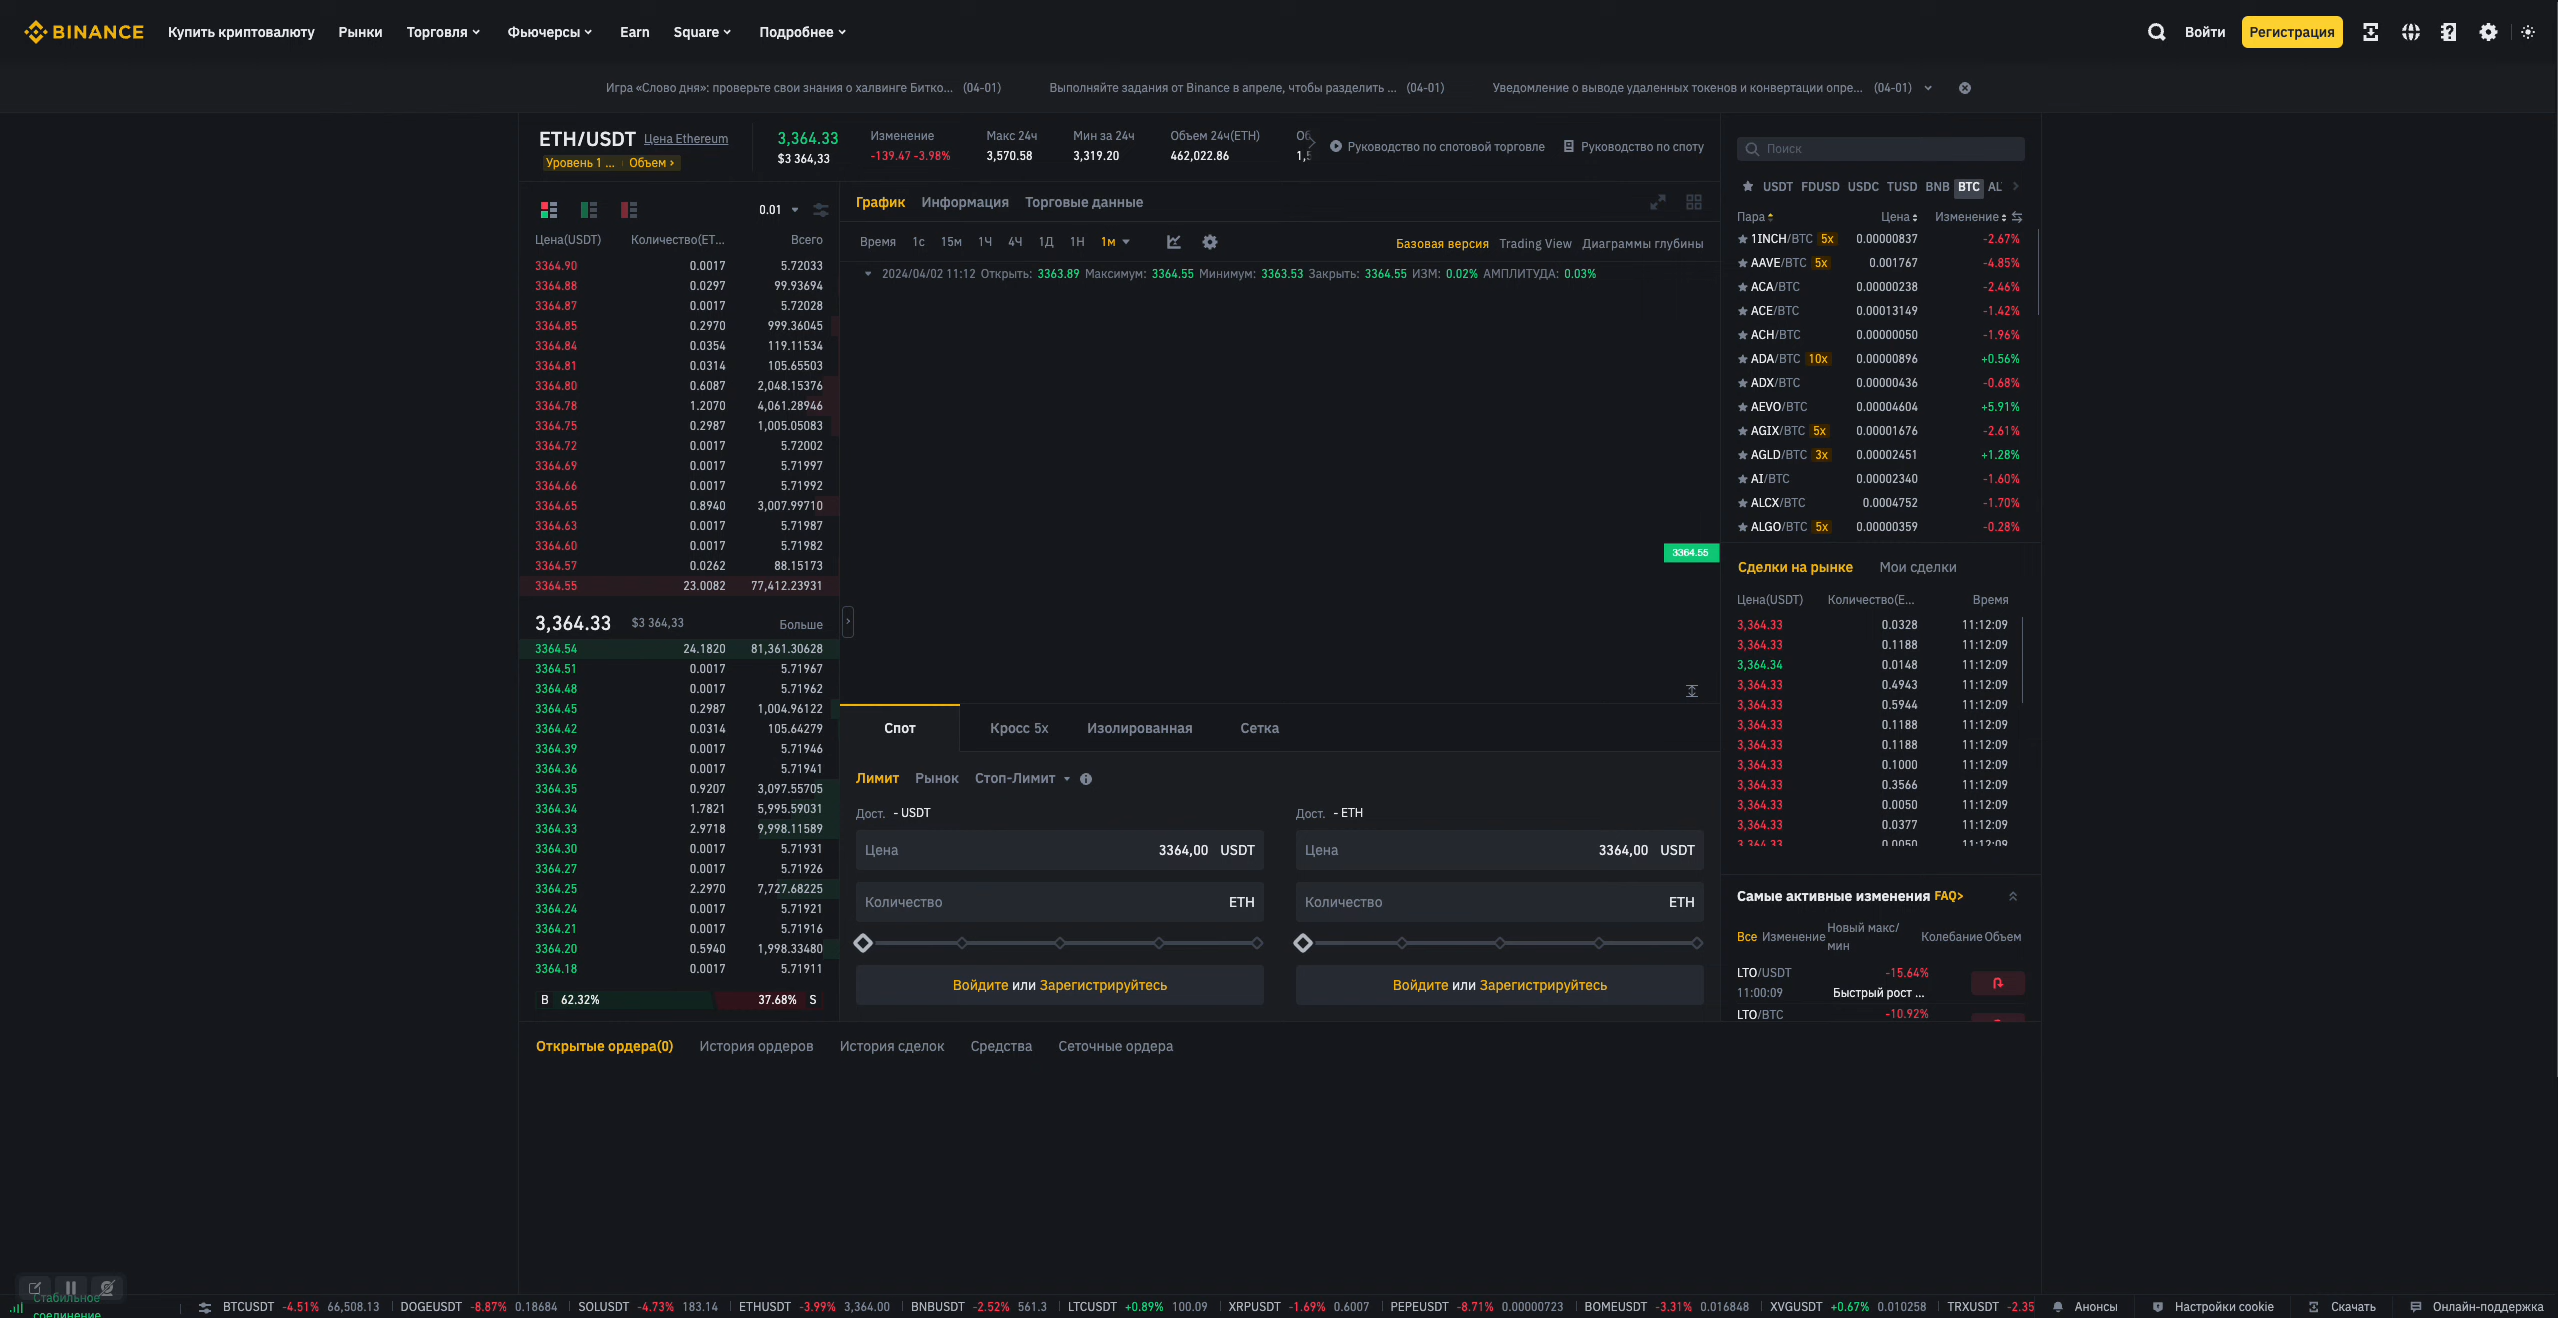 BINANCE Купить криптовалюту Рынки Торговля Фьючерсы Earn Square Подробнее Войти Регистрация
Игра «Слово дня»: проверьте свои знания о халвинге Битко... (04-01) Выполняйте задания от Binance в апреле, чтобы разделить ... (04-01) Уведомление о выводе удаленных токенов и конвертации опре... (04-01)
ETH/USDT Цена Ethereum
Уровень 1 ... Объем
3,364.33
$3 364,33
Изменение
-139.47 -3.98%
Макс 24ч
3,570.58
Мин за 24ч
3,319.20
Объем 24ч(ETH)
462,022.86
Руководство по спотовой торговле Руководство по споту
0.01
Цена(USDT) Количество(ET... Всего
3364.90 0.0017 5.72033
3364.88 0.0297 99.93694
3364.87 0.0017 5.72028
3364.85 0.2970 999.36045
3364.84 0.0354 119.11534
3364.81 0.0314 105.65503
3364.80 0.6087 2,048.15376
3364.78 1.2070 4,061.28946
3364.75 0.2987 1,005.05083
3364.72 0.0017 5.72002
3364.69 0.0017 5.71997
3364.66 0.0017 5.71992
3364.65 0.8940 3,007.99710
3364.63 0.0017 5.71987
3364.60 0.0017 5.71982
3364.57 0.0262 88.15173
3364.55 23.0082 77,412.23931
3,364.33 $3 364,33 Больше
3364.54 24.1820 81,361.30628
3364.51 0.0017 5.71967
3364.48 0.0017 5.71962
3364.45 0.2987 1,004.96122
3364.42 0.0314 105.64279
3364.39 0.0017 5.71946
3364.36 0.0017 5.71941
3364.35 0.9207 3,097.55705
3364.34 1.7821 5,995.59031
3364.33 2.9718 9,998.11589
3364.30 0.0017 5.71931
3364.27 0.0017 5.71926
3364.25 2.2970 7,727.68225
3364.24 0.0017 5.71921
3364.21 0.0017 5.71916
3364.20 0.5940 1,998.33480
3364.18 0.0017 5.71911
B 62.32% 37.68% S
График Информация Торговые данные
Время 1с 15м 1Ч 4Ч 1Д 1Н 1м Базовая версия Trading View Диаграммы глубины
2024/04/02 11:12 Открыть: 3363.89 Максимум: 3364.55 Минимум: 3363.53 Закрыть: 3364.55 ИЗМ: 0.02% АМПЛИТУДА: 0.03%
3364.55
Спот Кросс 5x Изолированная Сетка
Лимит Рынок Стоп-Лимит
Дост. - USDT Дост. - ETH
Цена 3364,00 USDT Цена 3364,00 USDT
Количество ETH Количество ETH
Войдите или Зарегистрируйтесь Войдите или Зарегистрируйтесь
Поиск
USDT FDUSD USDC TUSD BNB BTC AL
Пара Цена Изменение
1INCH/BTC 5x 0.00000837 -2.67%
AAVE/BTC 5x 0.001767 -4.85%
ACA/BTC 0.00000238 -2.46%
ACE/BTC 0.00013149 -1.42%
ACH/BTC 0.00000050 -1.96%
ADA/BTC 10x 0.00000896 +0.56%
ADX/BTC 0.00000436 -0.68%
AEVO/BTC 0.00004604 +5.91%
AGIX/BTC 5x 0.00001676 -2.61%
AGLD/BTC 3x 0.00002451 +1.28%
AI/BTC 0.00002340 -1.60%
ALCX/BTC 0.0004752 -1.70%
ALGO/BTC 5x 0.00000359 -0.28%
Сделки на рынке Мои сделки
Цена(USDT) Количество(E... Время
3,364.33 0.0328 11:12:09
3,364.33 0.1188 11:12:09
3,364.34 0.0148 11:12:09
3,364.33 0.4943 11:12:09
3,364.33 0.5944 11:12:09
3,364.33 0.1188 11:12:09
3,364.33 0.1188 11:12:09
3,364.33 0.1000 11:12:09
3,364.33 0.3566 11:12:09
3,364.33 0.0050 11:12:09
3,364.33 0.0377 11:12:09
3,364.33 0.0050 11:12:09
Самые активные изменения FAQ>
Все Изменение Новый макс/мин Колебание Объем
LTO/USDT -15.64%
11:00:09 Быстрый рост ...
LTO/BTC -10.92%
Открытые ордера(0) История ордеров История сделок Средства Сеточные ордера
Стабильное соединение
BTCUSDT -4.51% 66,508.13 DOGEUSDT -8.87% 0.18684 SOLUSDT -4.73% 183.14 ETHUSDT -3.99% 3,364.00 BNBUSDT -2.52% 561.3 LTCUSDT +0.89% 100.09 XRPUSDT -1.69% 0.6007 PEPEUSDT -8.71% 0.00000723 BOMEUSDT -3.31% 0.016848 XVGUSDT +0.67% 0.010258 TRXUSDT -2.35 Анонсы Настройки cookie Скачать Онлайн-поддержка